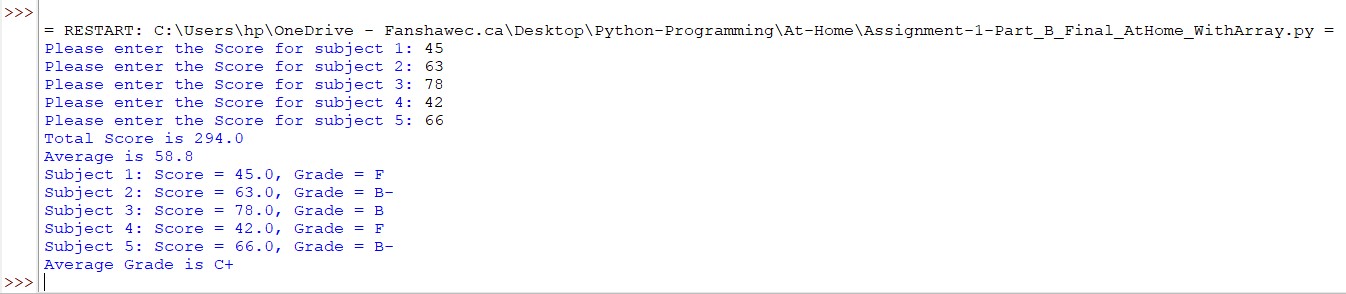 >>>
= RESTART: C:\Users\hp\OneDrive - Fanshawec.ca\Desktop\Python-Programming\At-Home\Assignment-1-Part_B_Final_AtHome_WithArray.py =
Please enter the Score for subject 1: 45
Please enter the Score for subject 2: 63
Please enter the Score for subject 3: 78
Please enter the Score for subject 4: 42
Please enter the Score for subject 5: 66
Total Score is 294.0
Average is 58.8
Subject 1: Score = 45.0, Grade = F
Subject 2: Score = 63.0, Grade = B-
Subject 3: Score = 78.0, Grade = B
Subject 4: Score = 42.0, Grade = F
Subject 5: Score = 66.0, Grade = B-
Average Grade is C+
>>>